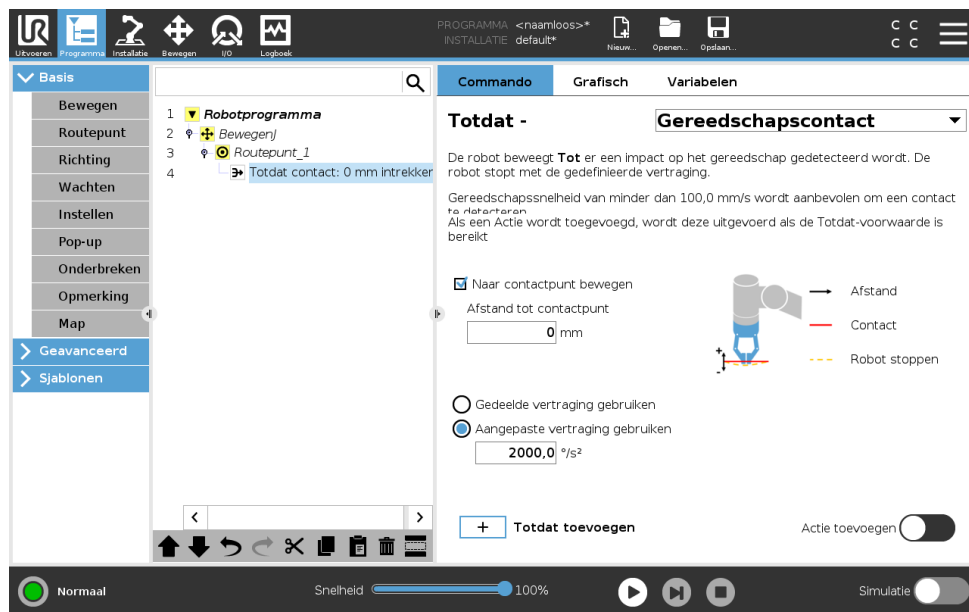 PROGRAMMA <naamloos>*
INSTALLATIE default*
UR
Uitvoeren
Programma
Installatie
Bewegen
I/O
Logboek
Nieuw...
Openen...
Opslaan...
C C
C C
Basis
Bewegen
Routepunt
Richting
Wachten
Instellen
Pop-up
Onderbreken
Opmerking
Map
Geavanceerd
Sjablonen
1 Robotprogramma
2 BewegenJ
3 Routepunt_1
4 Totdat contact: 0 mm intrekker
Commando
Grafisch
Variabelen
Totdat -
Gereedschapscontact
De robot beweegt Tot er een impact op het gereedschap gedetecteerd wordt. De
robot stopt met de gedefinieerde vertraging.
Gereedschapssnelheid van minder dan 100,0 mm/s wordt aanbevolen om een contact
te detecteren
Als een Actie wordt toegevoegd, wordt deze uitgevoerd als de Totdat-voorwaarde is
bereikt
Naar contactpunt bewegen
Afstand tot contactpunt
0 mm
+
-
Afstand
Contact
Robot stoppen
Gedeelde vertraging gebruiken
Aangepaste vertraging gebruiken
2000,0 °/s²
+ Totdat toevoegen
Actie toevoegen
Normaal
Snelheid
100%
Simulatie